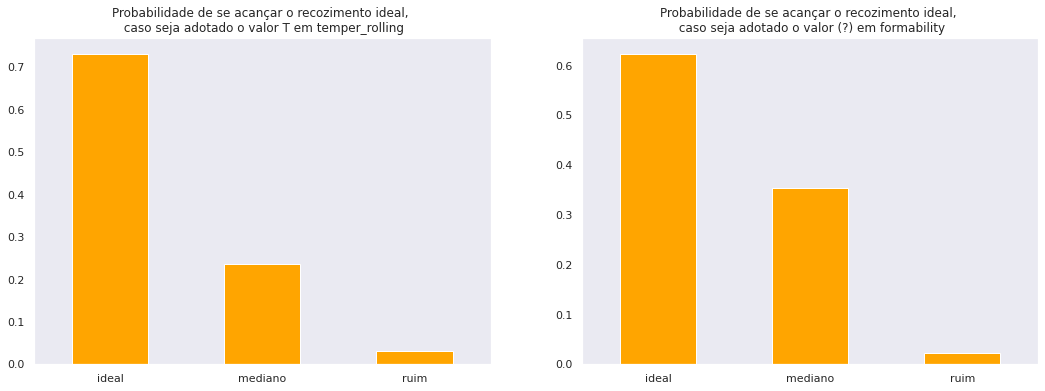 Probabilidade de se acançar o recozimento ideal,
caso seja adotado o valor T em temper_rolling
0.7
0.6
0.5
0.4
0.3
0.2
0.1
0.0
ideal
mediano
ruim
Probabilidade de se acançar o recozimento ideal,
caso seja adotado o valor (?) em formability
0.6
0.5
0.4
0.3
0.2
0.1
0.0
ideal
mediano
ruim